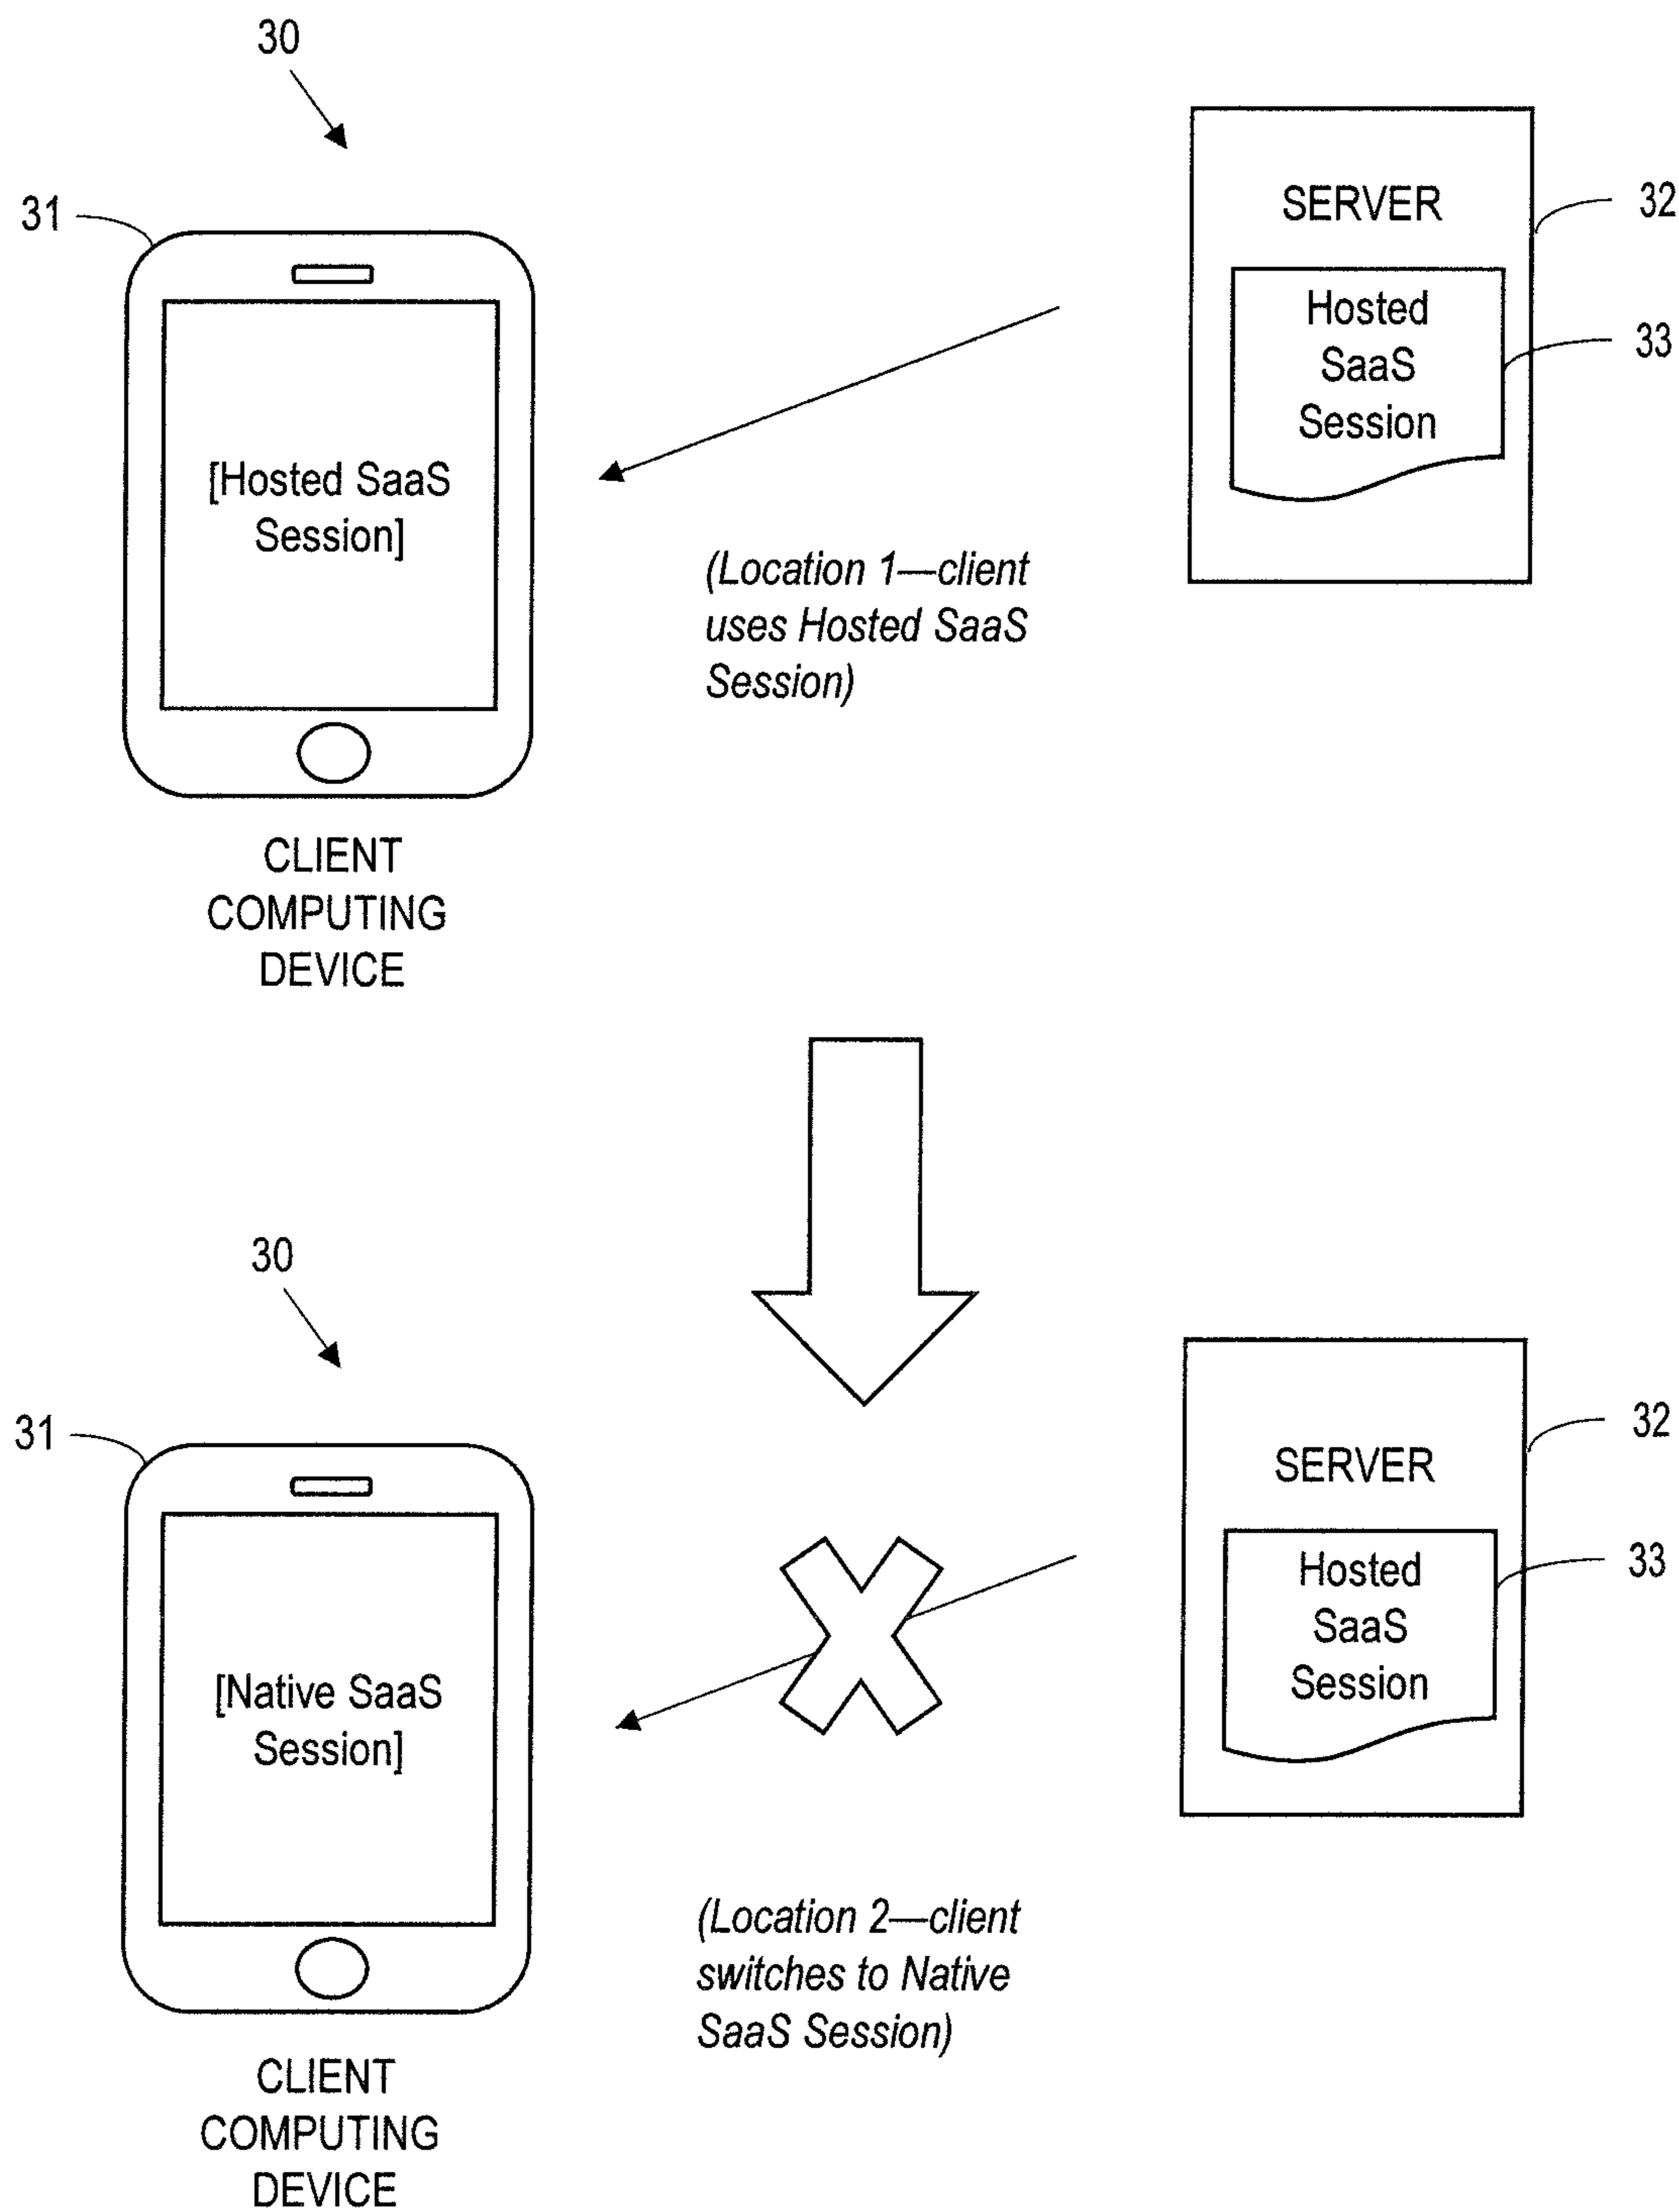 30
31
SERVER
32
Hosted
SaaS
Session
33
[Hosted SaaS
Session]
(Location 1—client
uses Hosted SaaS
Session)
CLIENT
COMPUTING
DEVICE
30
31
SERVER
32
Hosted
SaaS
Session
33
[Native SaaS
Session]
(Location 2—client
switches to Native
SaaS Session)
CLIENT
COMPUTING
DEVICE